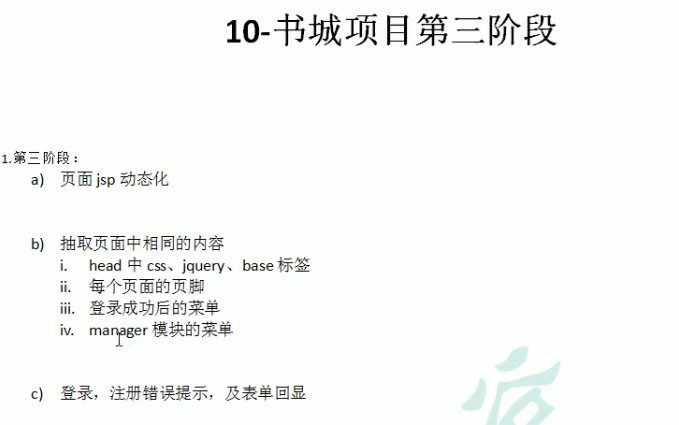 10-书城项目第三阶段
1.第三阶段：
a) 页面 jsp 动态化
b) 抽取页面中相同的内容
i. head 中 css、jquery、base 标签
ii. 每个页面的页脚
iii. 登录成功后的菜单
iv. manager 模块的菜单
c) 登录，注册错误提示，及表单回显